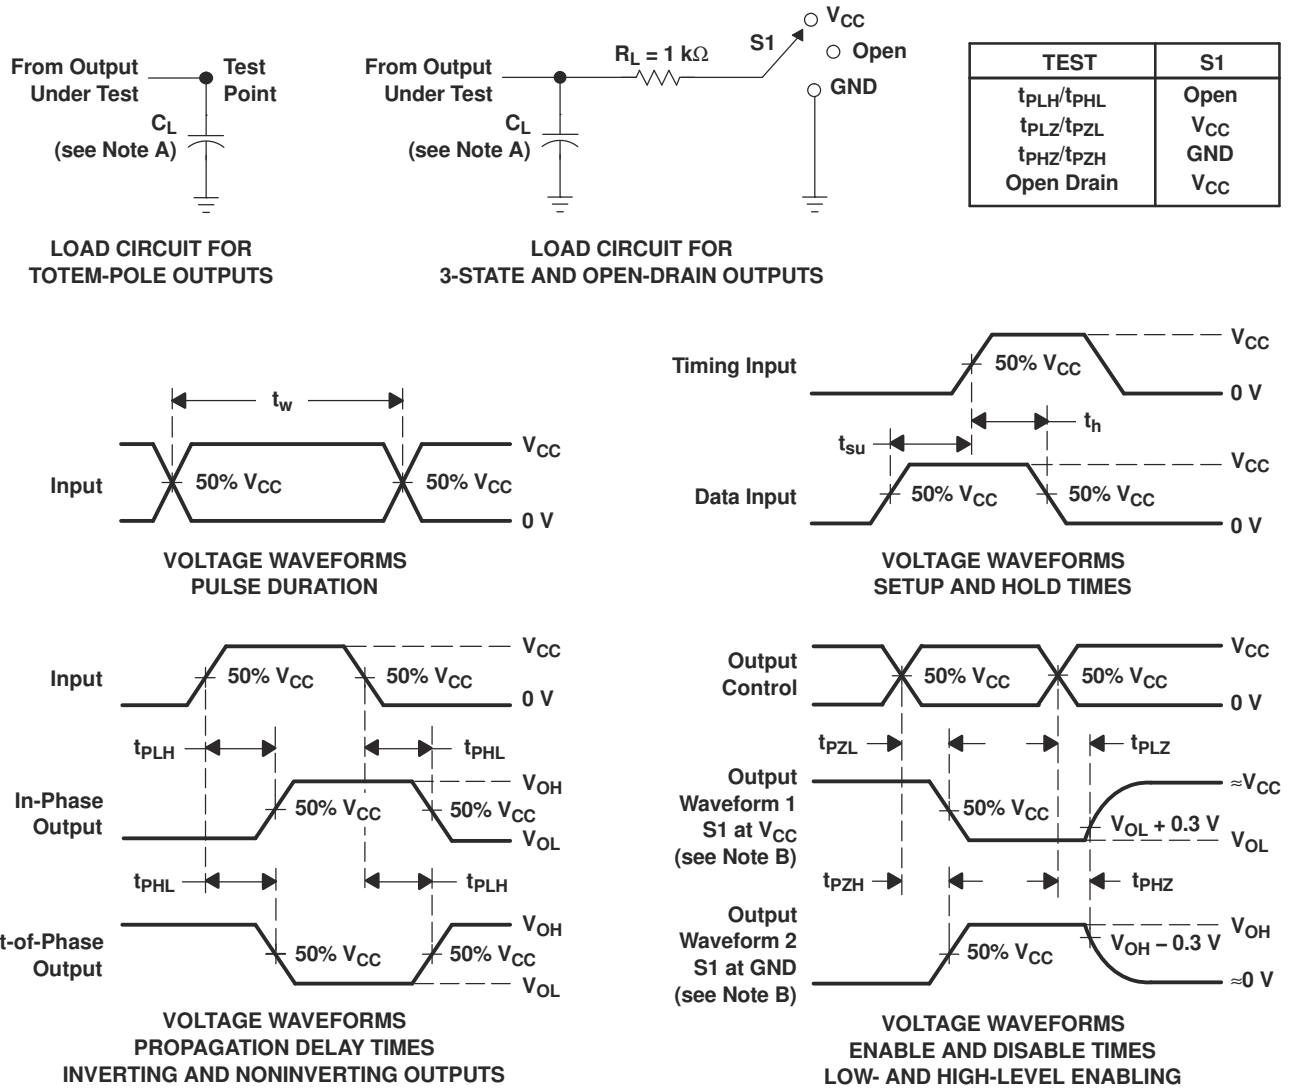 From Output
Under Test
Test
Point
CL
(see Note A)
LOAD CIRCUIT FOR
TOTEM-POLE OUTPUTS
From Output
Under Test
RL = 1 kΩ
S1
VCC
Open
GND
CL
(see Note A)
LOAD CIRCUIT FOR
3-STATE AND OPEN-DRAIN OUTPUTS
TEST S1
tPLH/tPHL Open
tPLZ/tPZL VCC
tPHZ/tPZH GND
Open Drain VCC
tw
Input
50% VCC
50% VCC
VCC
0 V
VOLTAGE WAVEFORMS
PULSE DURATION
Timing Input
50% VCC
VCC
0 V
tsu
th
Data Input
50% VCC
50% VCC
VCC
0 V
VOLTAGE WAVEFORMS
SETUP AND HOLD TIMES
Input
50% VCC
50% VCC
VCC
0 V
tPLH
tPHL
In-Phase
Output
50% VCC
50% VCC
VOH
VOL
tPHL
tPLH
t-of-Phase
Output
50% VCC
50% VCC
VOH
VOL
VOLTAGE WAVEFORMS
PROPAGATION DELAY TIMES
INVERTING AND NONINVERTING OUTPUTS
Output
Control
50% VCC
50% VCC
VCC
0 V
tPZL
tPLZ
Output
Waveform 1
S1 at VCC
(see Note B)
50% VCC
VOL + 0.3 V
≈VCC
VOL
tPZH
tPHZ
Output
Waveform 2
S1 at GND
(see Note B)
50% VCC
VOH − 0.3 V
VOH
≈0 V
VOLTAGE WAVEFORMS
ENABLE AND DISABLE TIMES
LOW- AND HIGH-LEVEL ENABLING